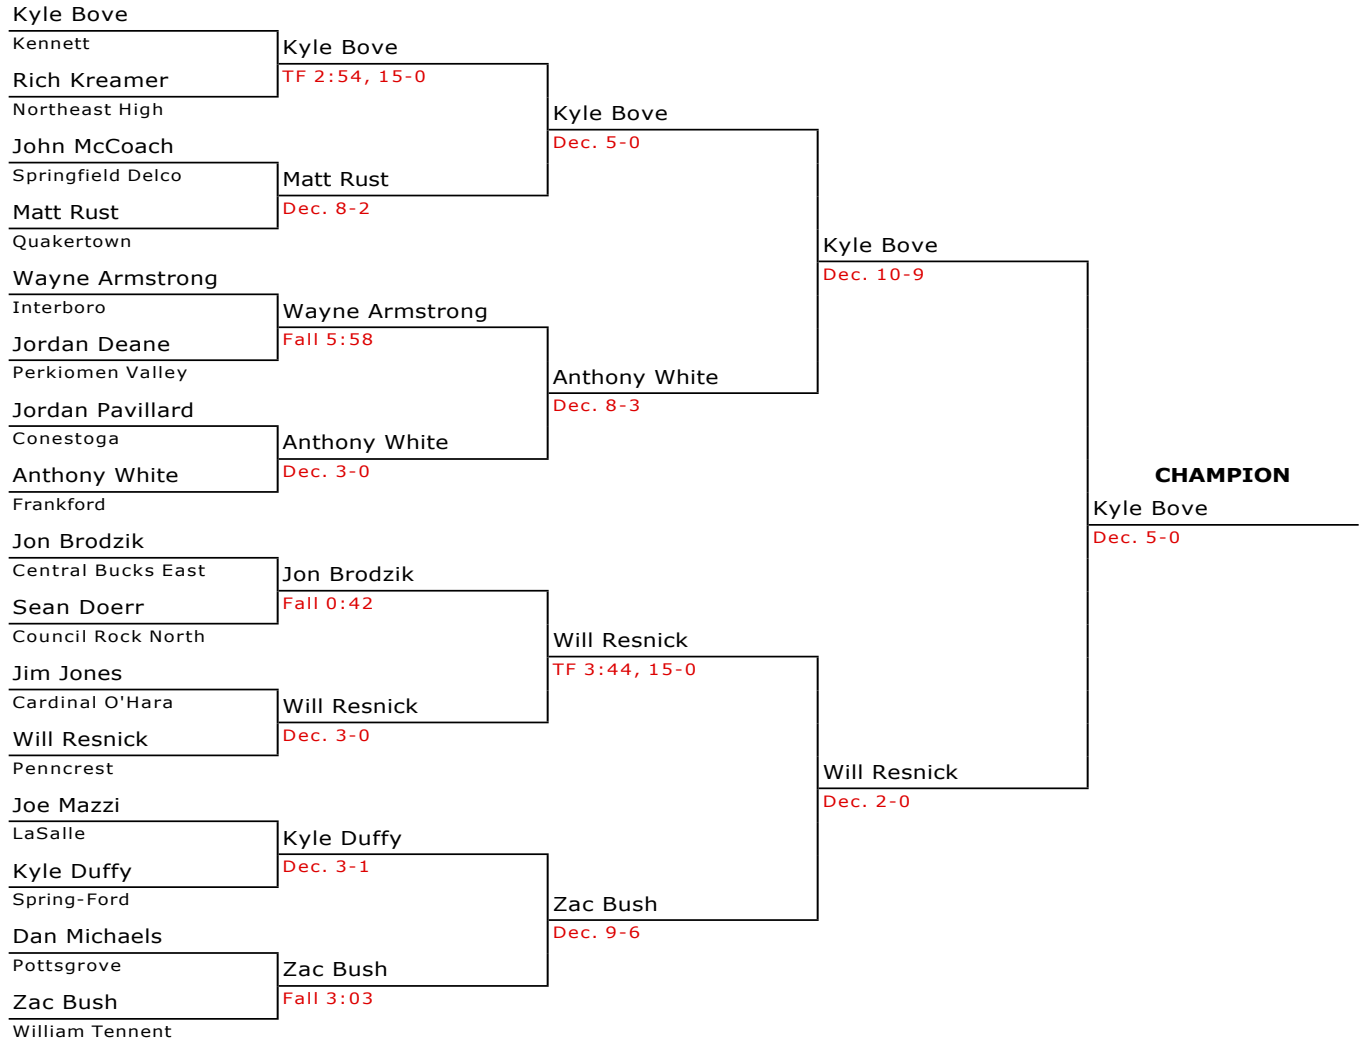 Kyle Bove
Kennett
Rich Kreamer
Northeast High
John McCoach
Springfield Delco
Matt Rust
Quakertown
Wayne Armstrong
Interboro
Jordan Deane
Perkiomen Valley
Jordan Pavillard
Conestoga
Anthony White
Frankford
Jon Brodzik
Central Bucks East
Sean Doerr
Council Rock North
Jim Jones
Cardinal O'Hara
Will Resnick
Penncrest
Joe Mazzi
LaSalle
Kyle Duffy
Spring-Ford
Dan Michaels
Pottsgrove
Zac Bush
William Tennent
Kyle Bove
TF 2:54, 15-0
Matt Rust
Dec. 8-2
Wayne Armstrong
Fall 5:58
Anthony White
Dec. 3-0
Jon Brodzik
Fall 0:42
Will Resnick
Dec. 3-0
Kyle Duffy
Dec. 3-1
Zac Bush
Fall 3:03
Kyle Bove
Dec. 5-0
Anthony White
Dec. 8-3
Will Resnick
TF 3:44, 15-0
Zac Bush
Dec. 9-6
Kyle Bove
Dec. 10-9
Will Resnick
Dec. 2-0
CHAMPION
Kyle Bove
Dec. 5-0